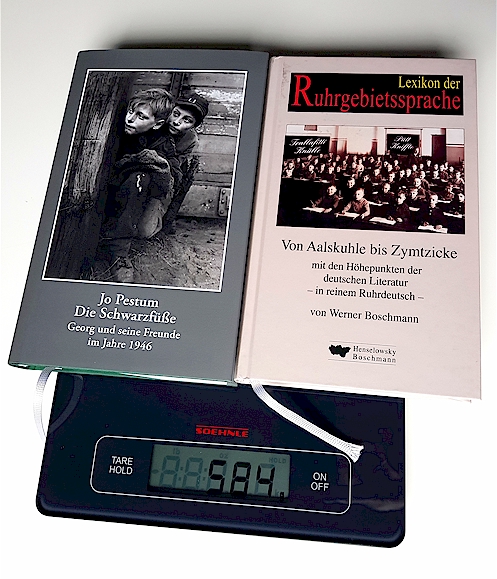 Jo Pestum
Die Schwarzfüße
Georg und seine Freunde
im Jahre 1946
Lexikon der
Ruhrgebietssprache
Von Aalskuhle bis Zymtzicke
mit den Höhepunkten der
deutschen Literatur
– in reinem Ruhrdeutsch –
von Werner Boschmann
Henselowsky
Boschmann
SOEHNLE
TARE
HOLD
584.
ON
OFF